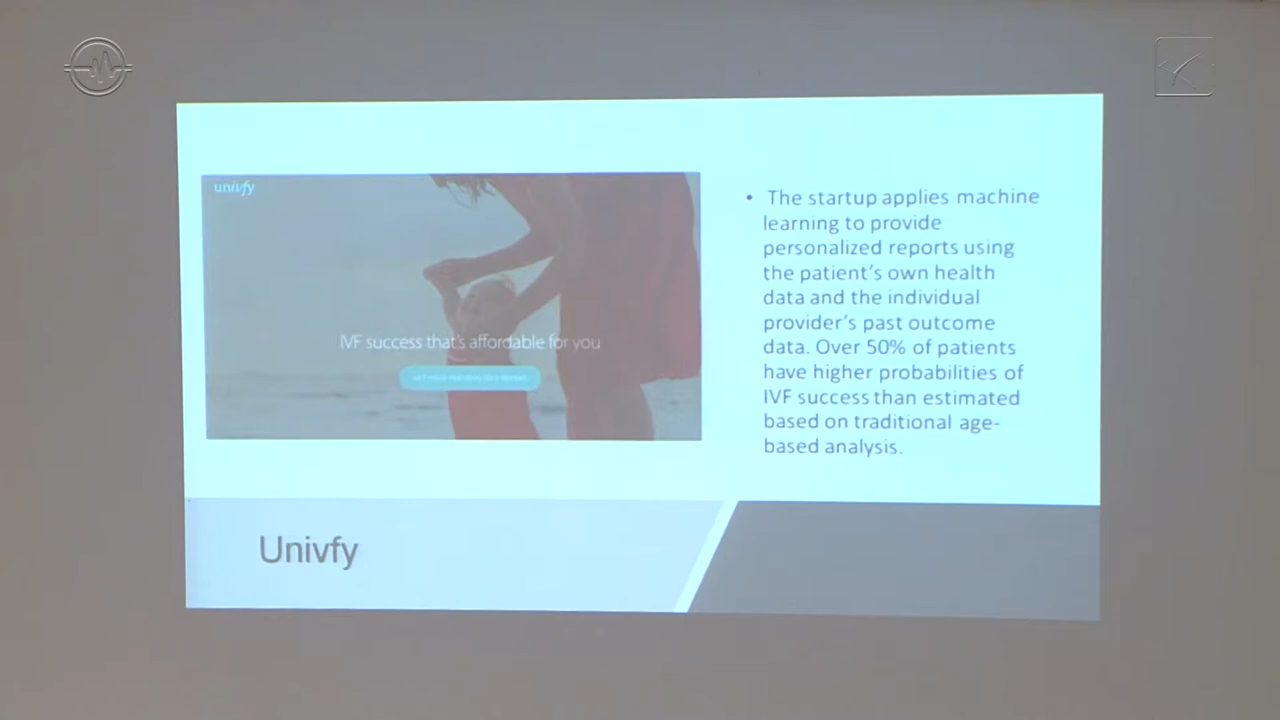 univfy
IVF success that's affordable for you
• The startup applies machine
learning to provide
personalized reports using
the patient's own health
data and the individual
provider's past outcome
data. Over 50% of patients
have higher probabilities of
IVF success than estimated
based on traditional age-
based analysis.
Univfy